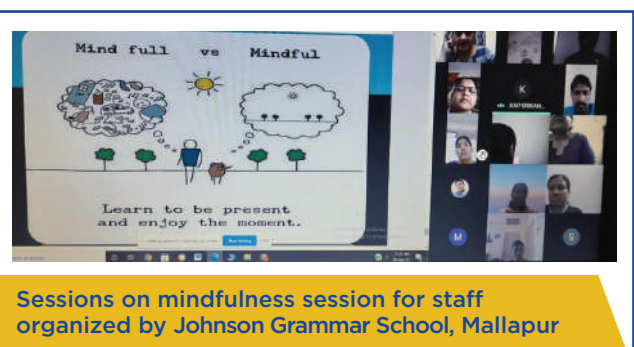 Mind full vs Mindful
Learn to be present
and enjoy the moment.
K
M
S
Sessions on mindfulness session for staff
organized by Johnson Grammar School, Mallapur